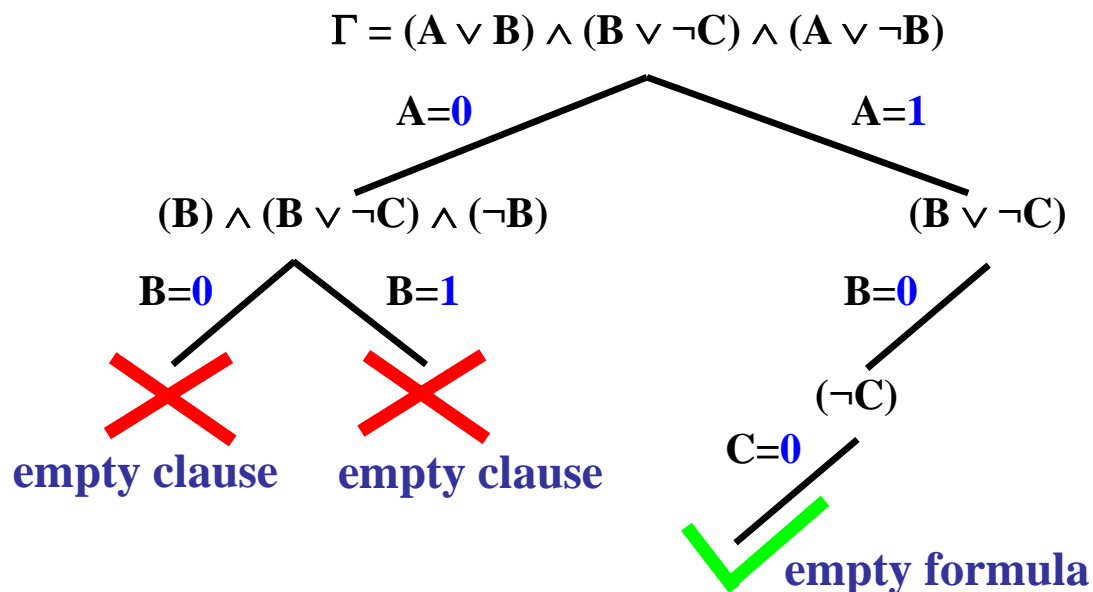 Γ = (A ∨ B) ∧ (B ∨ ¬C) ∧ (A ∨ ¬B)
A=0 A=1
(B) ∧ (B ∨ ¬C) ∧ (¬B) (B ∨ ¬C)
B=0 B=1 B=0
(¬C)
C=0
empty clause empty clause
empty formula